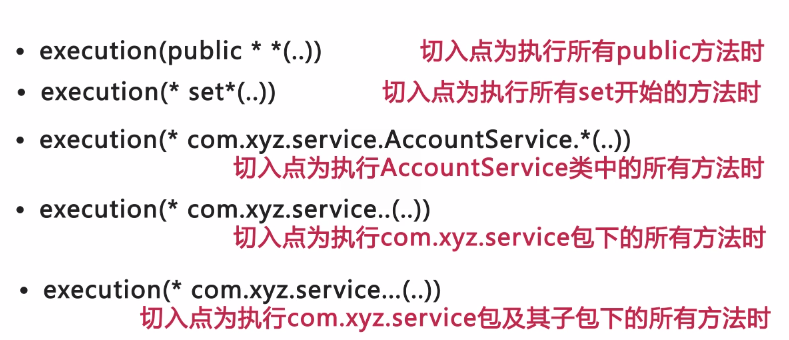 • execution(public * *(..)) 切入点为执行所有public方法时
• execution(* set*(..)) 切入点为执行所有set开始的方法时
• execution(* com.xyz.service.AccountService.*(..))
切入点为执行AccountService类中的所有方法时
• execution(* com.xyz.service..(..))
切入点为执行com.xyz.service包下的所有方法时
• execution(* com.xyz.service...(..))
切入点为执行com.xyz.service包及其子包下的所有方法时